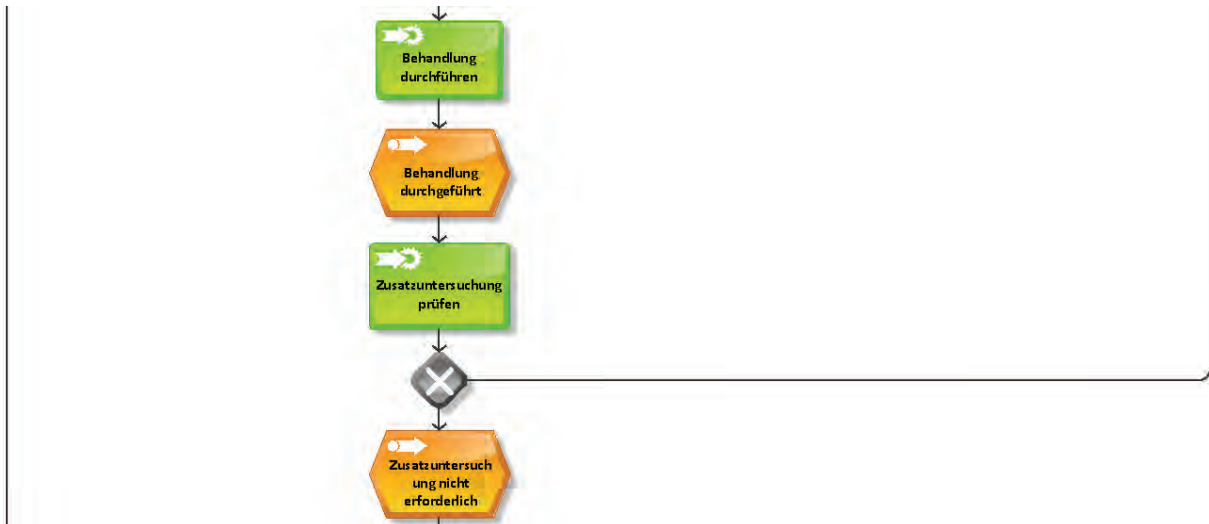 Behandlung
durchführen
Behandlung
durchgeführt
Zusatzuntersuchung
prüfen
Zusatzuntersuch
ung nicht
erforderlich